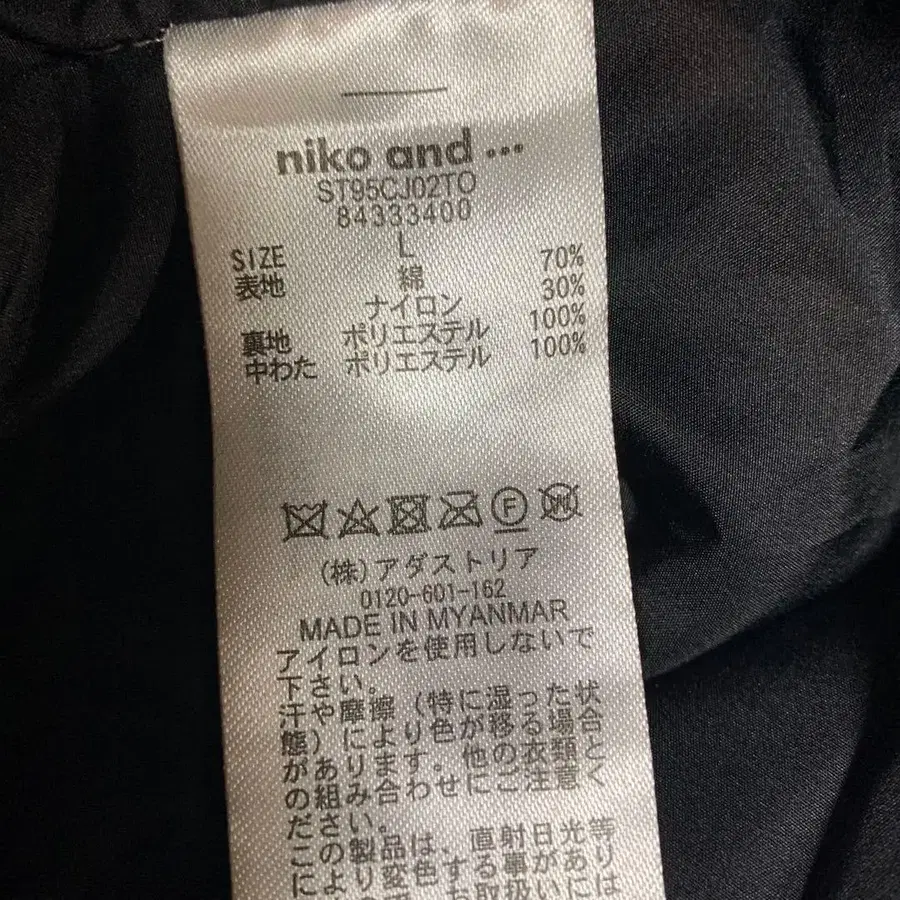 niko and ...
ST95CJ02TO
84333400
SIZE L
表地 綿 70%
ナイロン 30%
裏地 ポリエステル 100%
中わた ポリエステル 100%
(株)アダストリア
0120-601-162
MADE IN MYANMAR
アイロンを使用しないで
下さい。
汗や摩擦(特に湿った状
態)により色が移る場合
があります。他の衣類と
の組み合わせにご注意く
ださい。
この製品は、直射日光等
により変色す